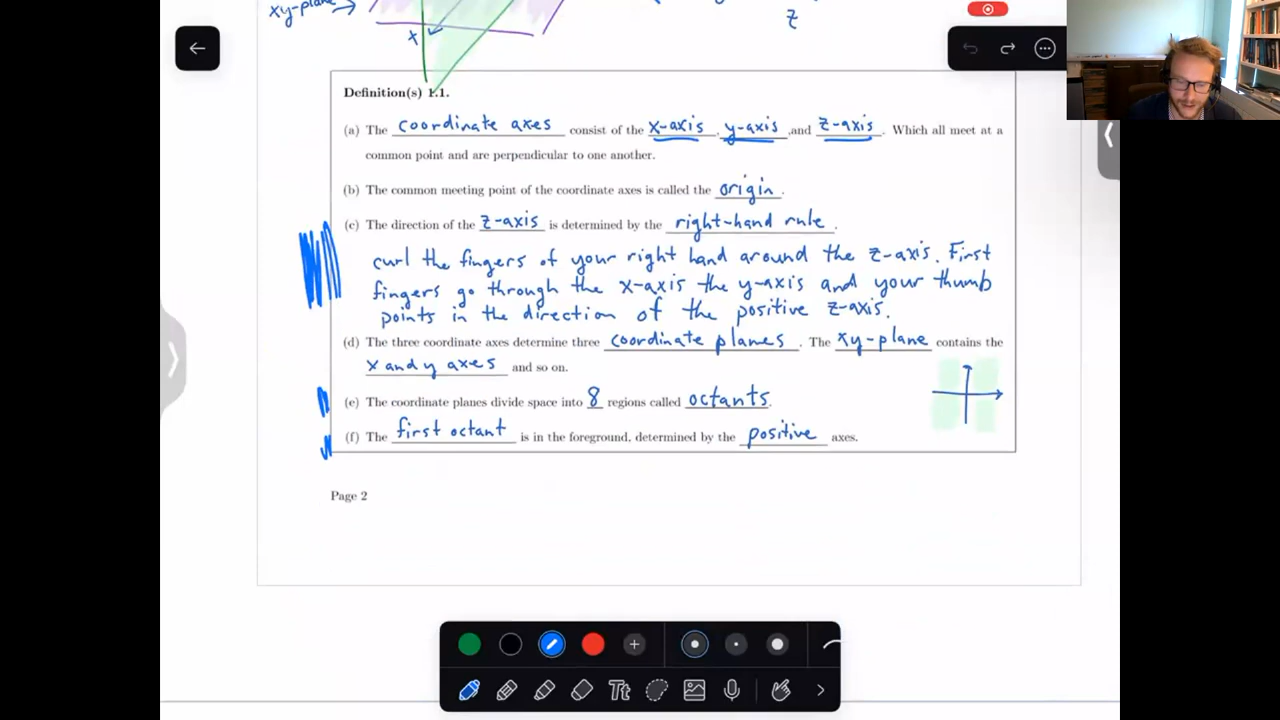 xy-plane
x
z
Definition(s) 1.1.
(a) The coordinate axes consist of the x-axis, y-axis, and z-axis. Which all meet at a
common point and are perpendicular to one another.
(b) The common meeting point of the coordinate axes is called the origin.
(c) The direction of the z-axis is determined by the right-hand rule.
curl the fingers of your right hand around the z-axis. First
fingers go through the x-axis the y-axis and your thumb
points in the direction of the positive z-axis.
(d) The three coordinate axes determine three coordinate planes. The xy-plane contains the
x and y axes and so on.
(e) The coordinate planes divide space into 8 regions called octants.
(f) The first octant is in the foreground, determined by the positive axes.
Page 2
Tt